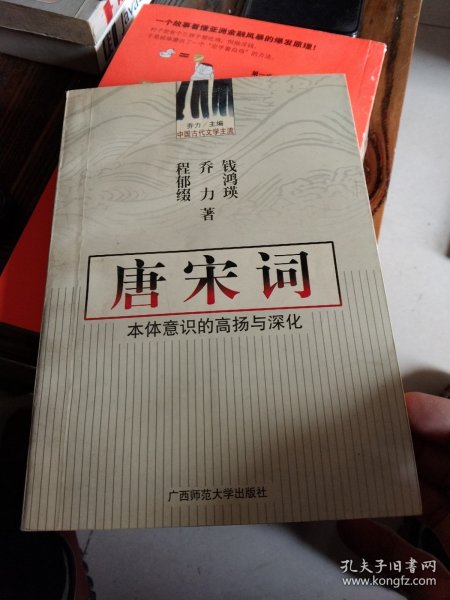 一个故事看懂亚洲金融风暴的爆发原理！
乔力／主编
中国古代文学主流
钱鸿瑛
乔力 著
程郁缀
唐宋词
本体意识的高扬与深化
广西师范大学出版社
孔夫子旧书网
www.kongfz.com